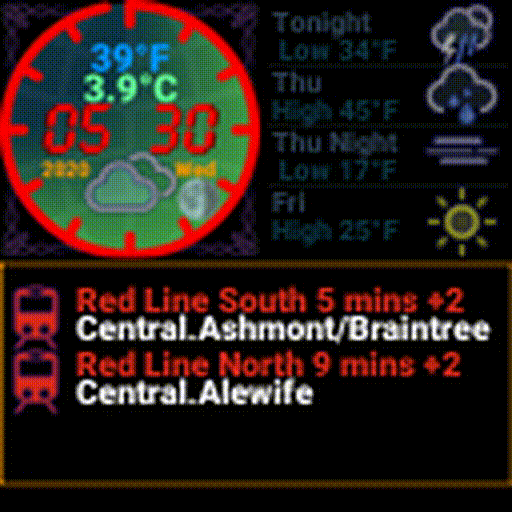 39°F
3.9°C
05 30
2020 Wed
Tonight
Low 34°F
Thu
High 45°F
Thu Night
Low 17°F
Fri
High 25°F
Red Line South 5 mins +2
Central.Ashmont/Braintree
Red Line North 9 mins +2
Central.Alewife